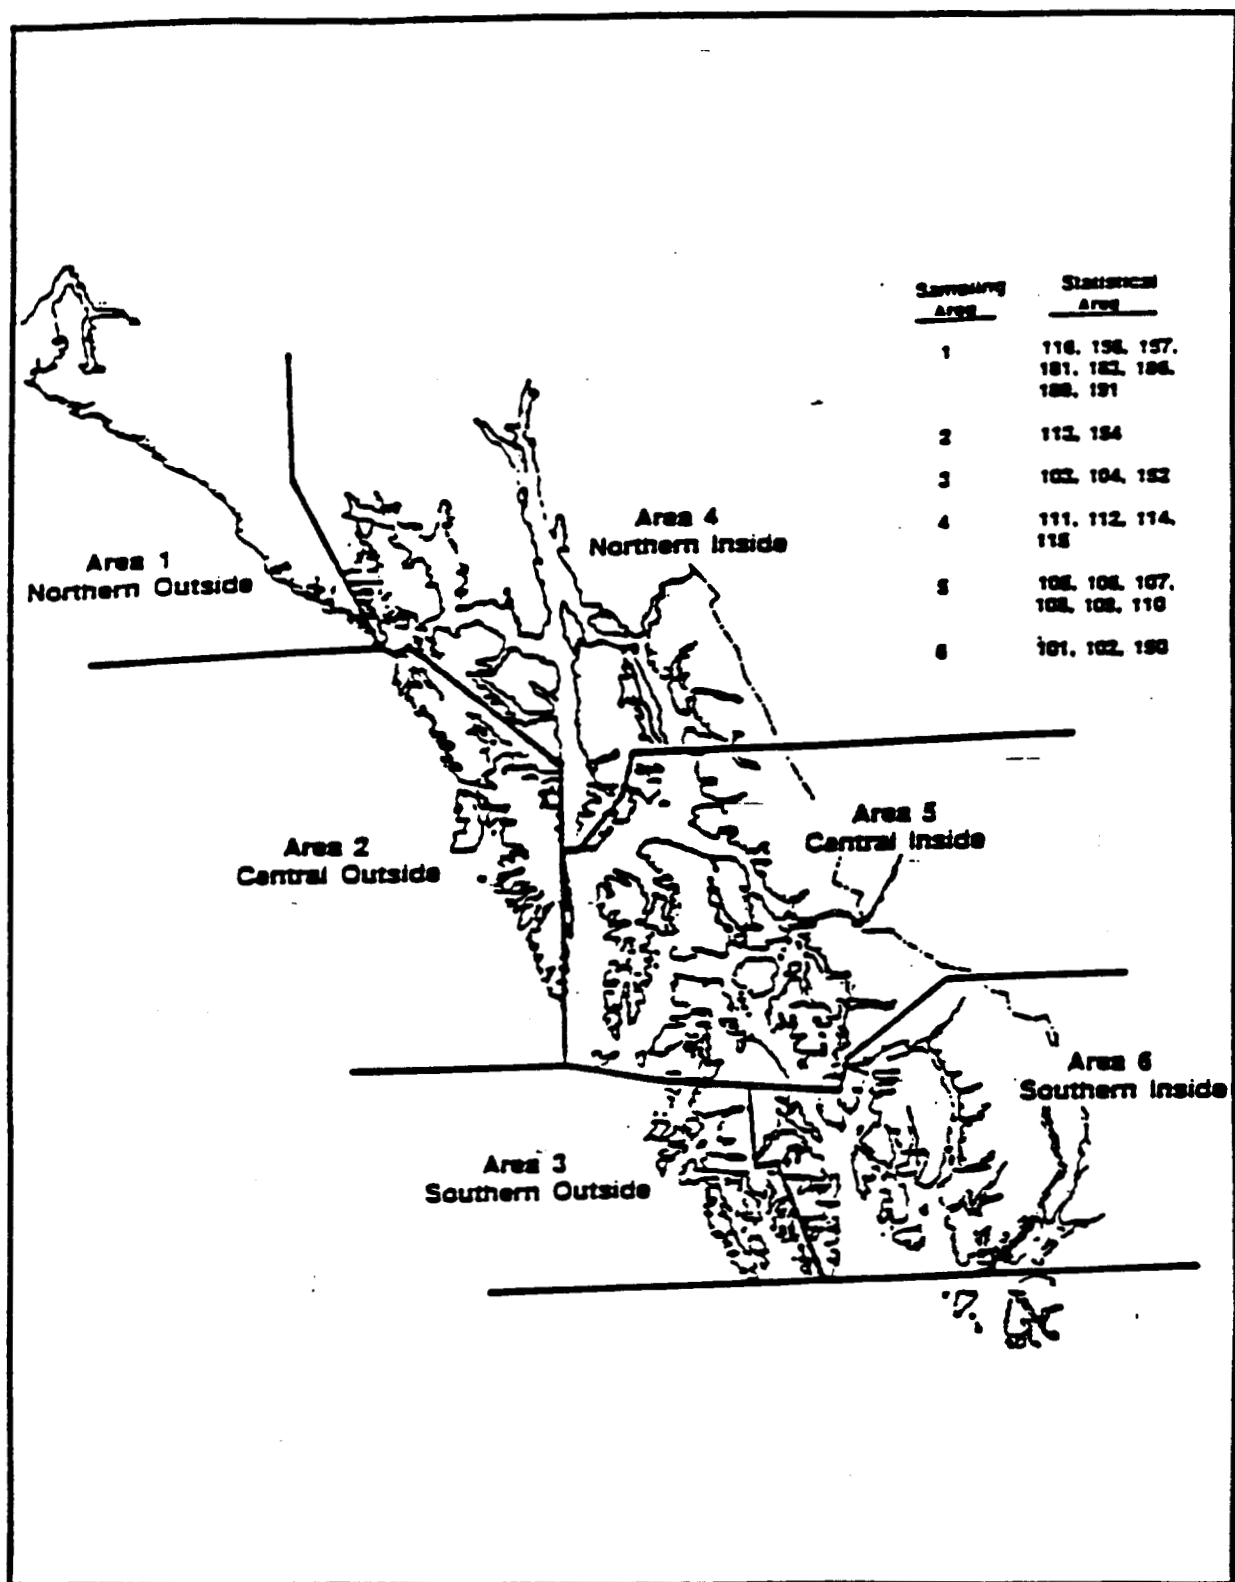 Sampling Statistical
Area Area
1 116, 156, 157,
181, 183, 186,
189, 191
2 113, 154
3 103, 104, 152
4 111, 112, 114,
115
5 105, 106, 107,
108, 109, 110
6 101, 102, 150
Area 4
Northern Inside
Area 1
Northern Outside
Area 5
Central Inside
Area 2
Central Outside
Area 6
Southern Inside
Area 3
Southern Outside